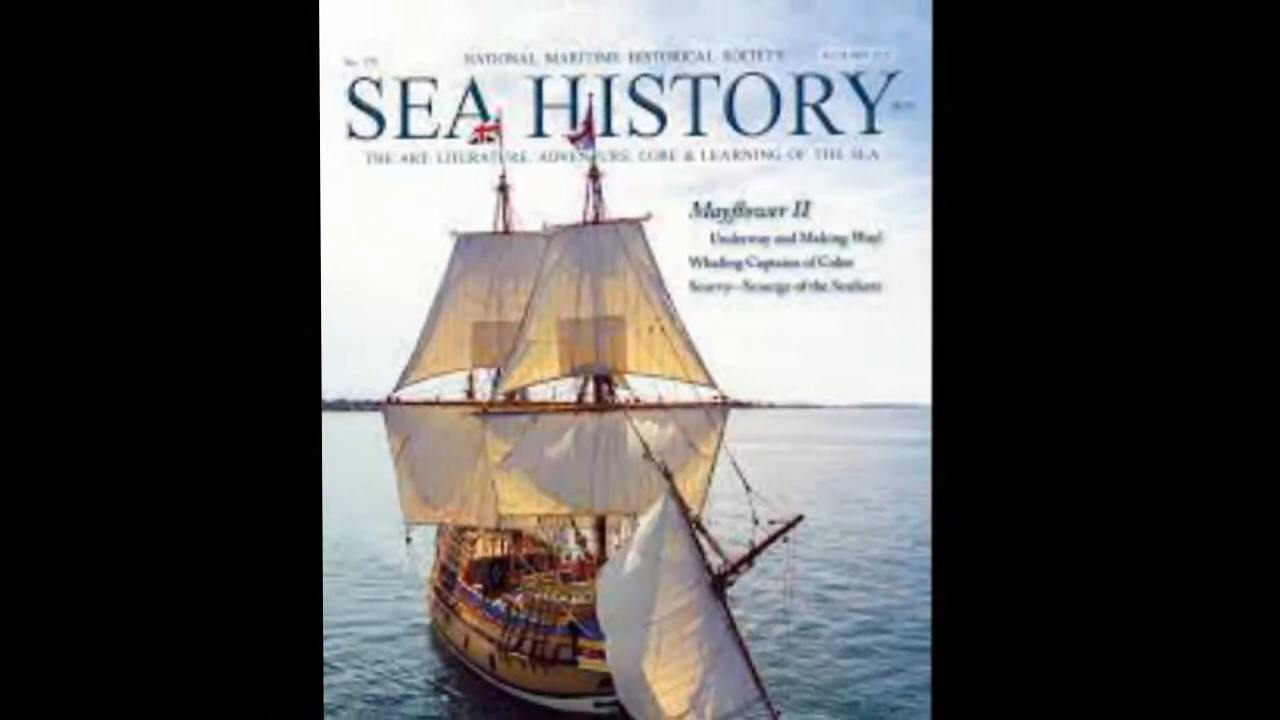 No.
NATIONAL MARITIME HISTORICAL SOCIETY
SEA HISTORY
THE ART, LITERATURE, ADVENTURE, LORE & LEARNING OF THE SEA
Mayflower II
Underway and Making Way!
Whaling Captains of Color
Scurvy—Scourge of the Seafarer